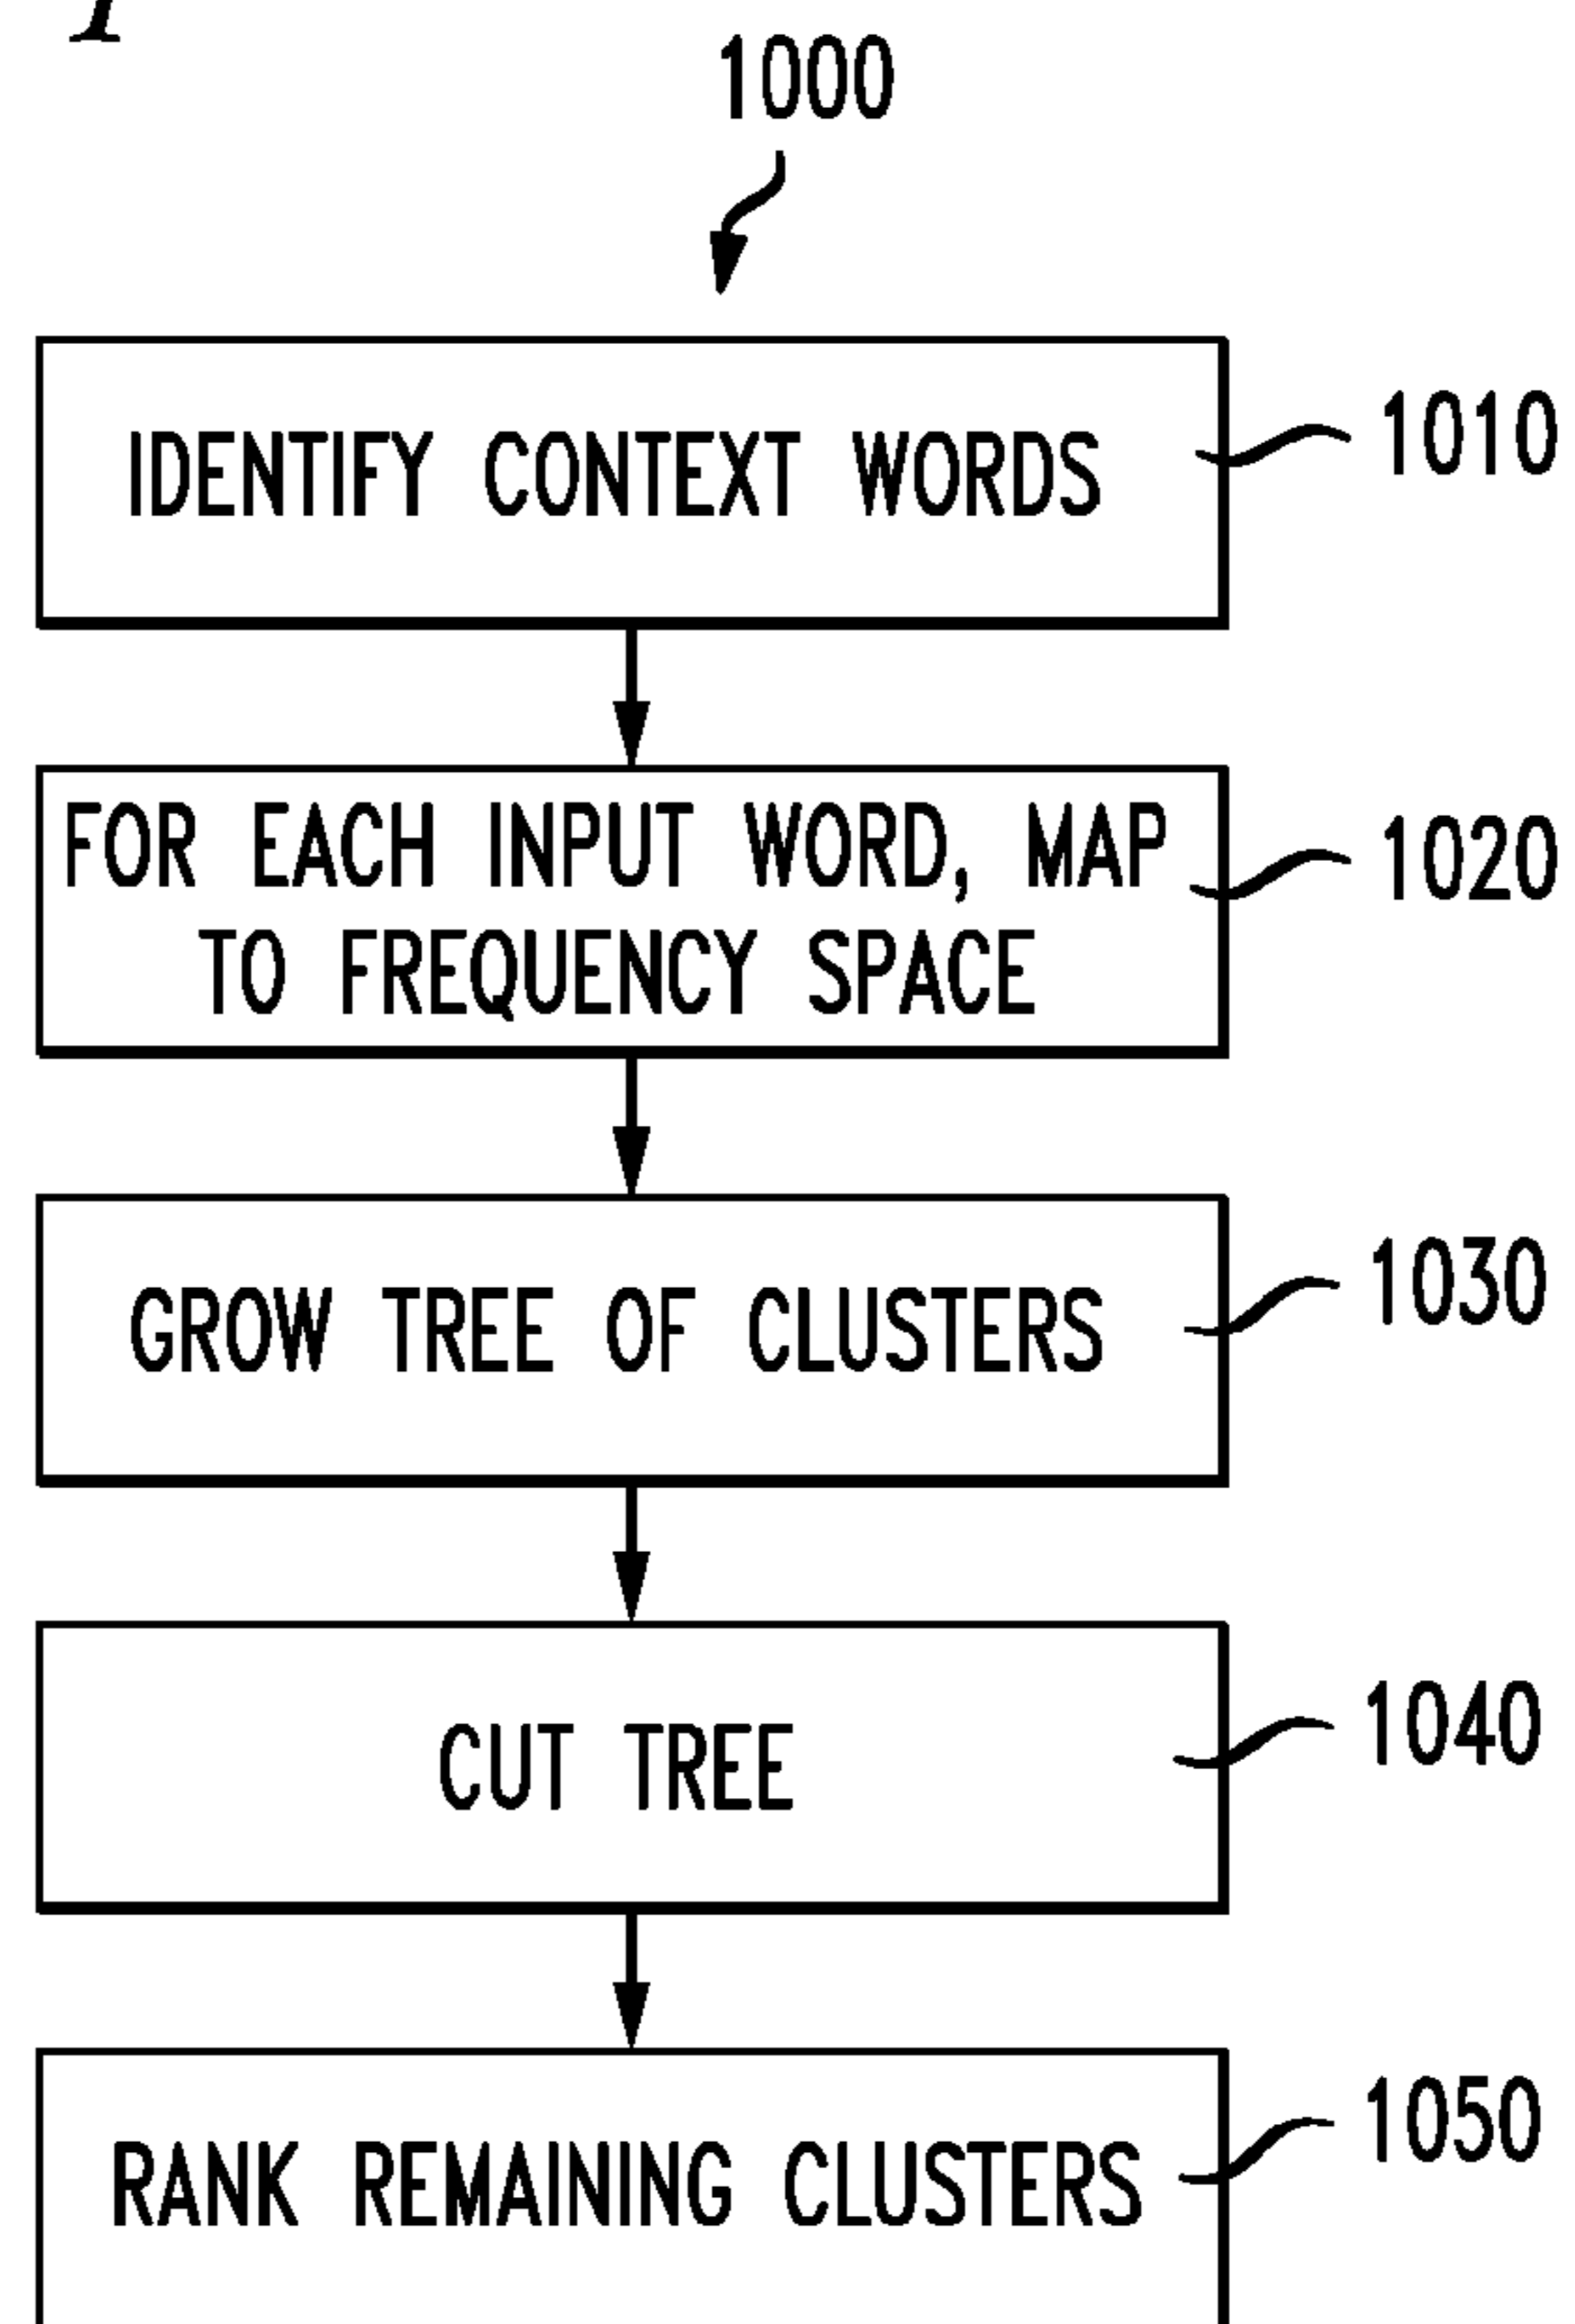 1000
IDENTIFY CONTEXT WORDS
1010
FOR EACH INPUT WORD, MAP
TO FREQUENCY SPACE
1020
GROW TREE OF CLUSTERS
1030
CUT TREE
1040
RANK REMAINING CLUSTERS
1050